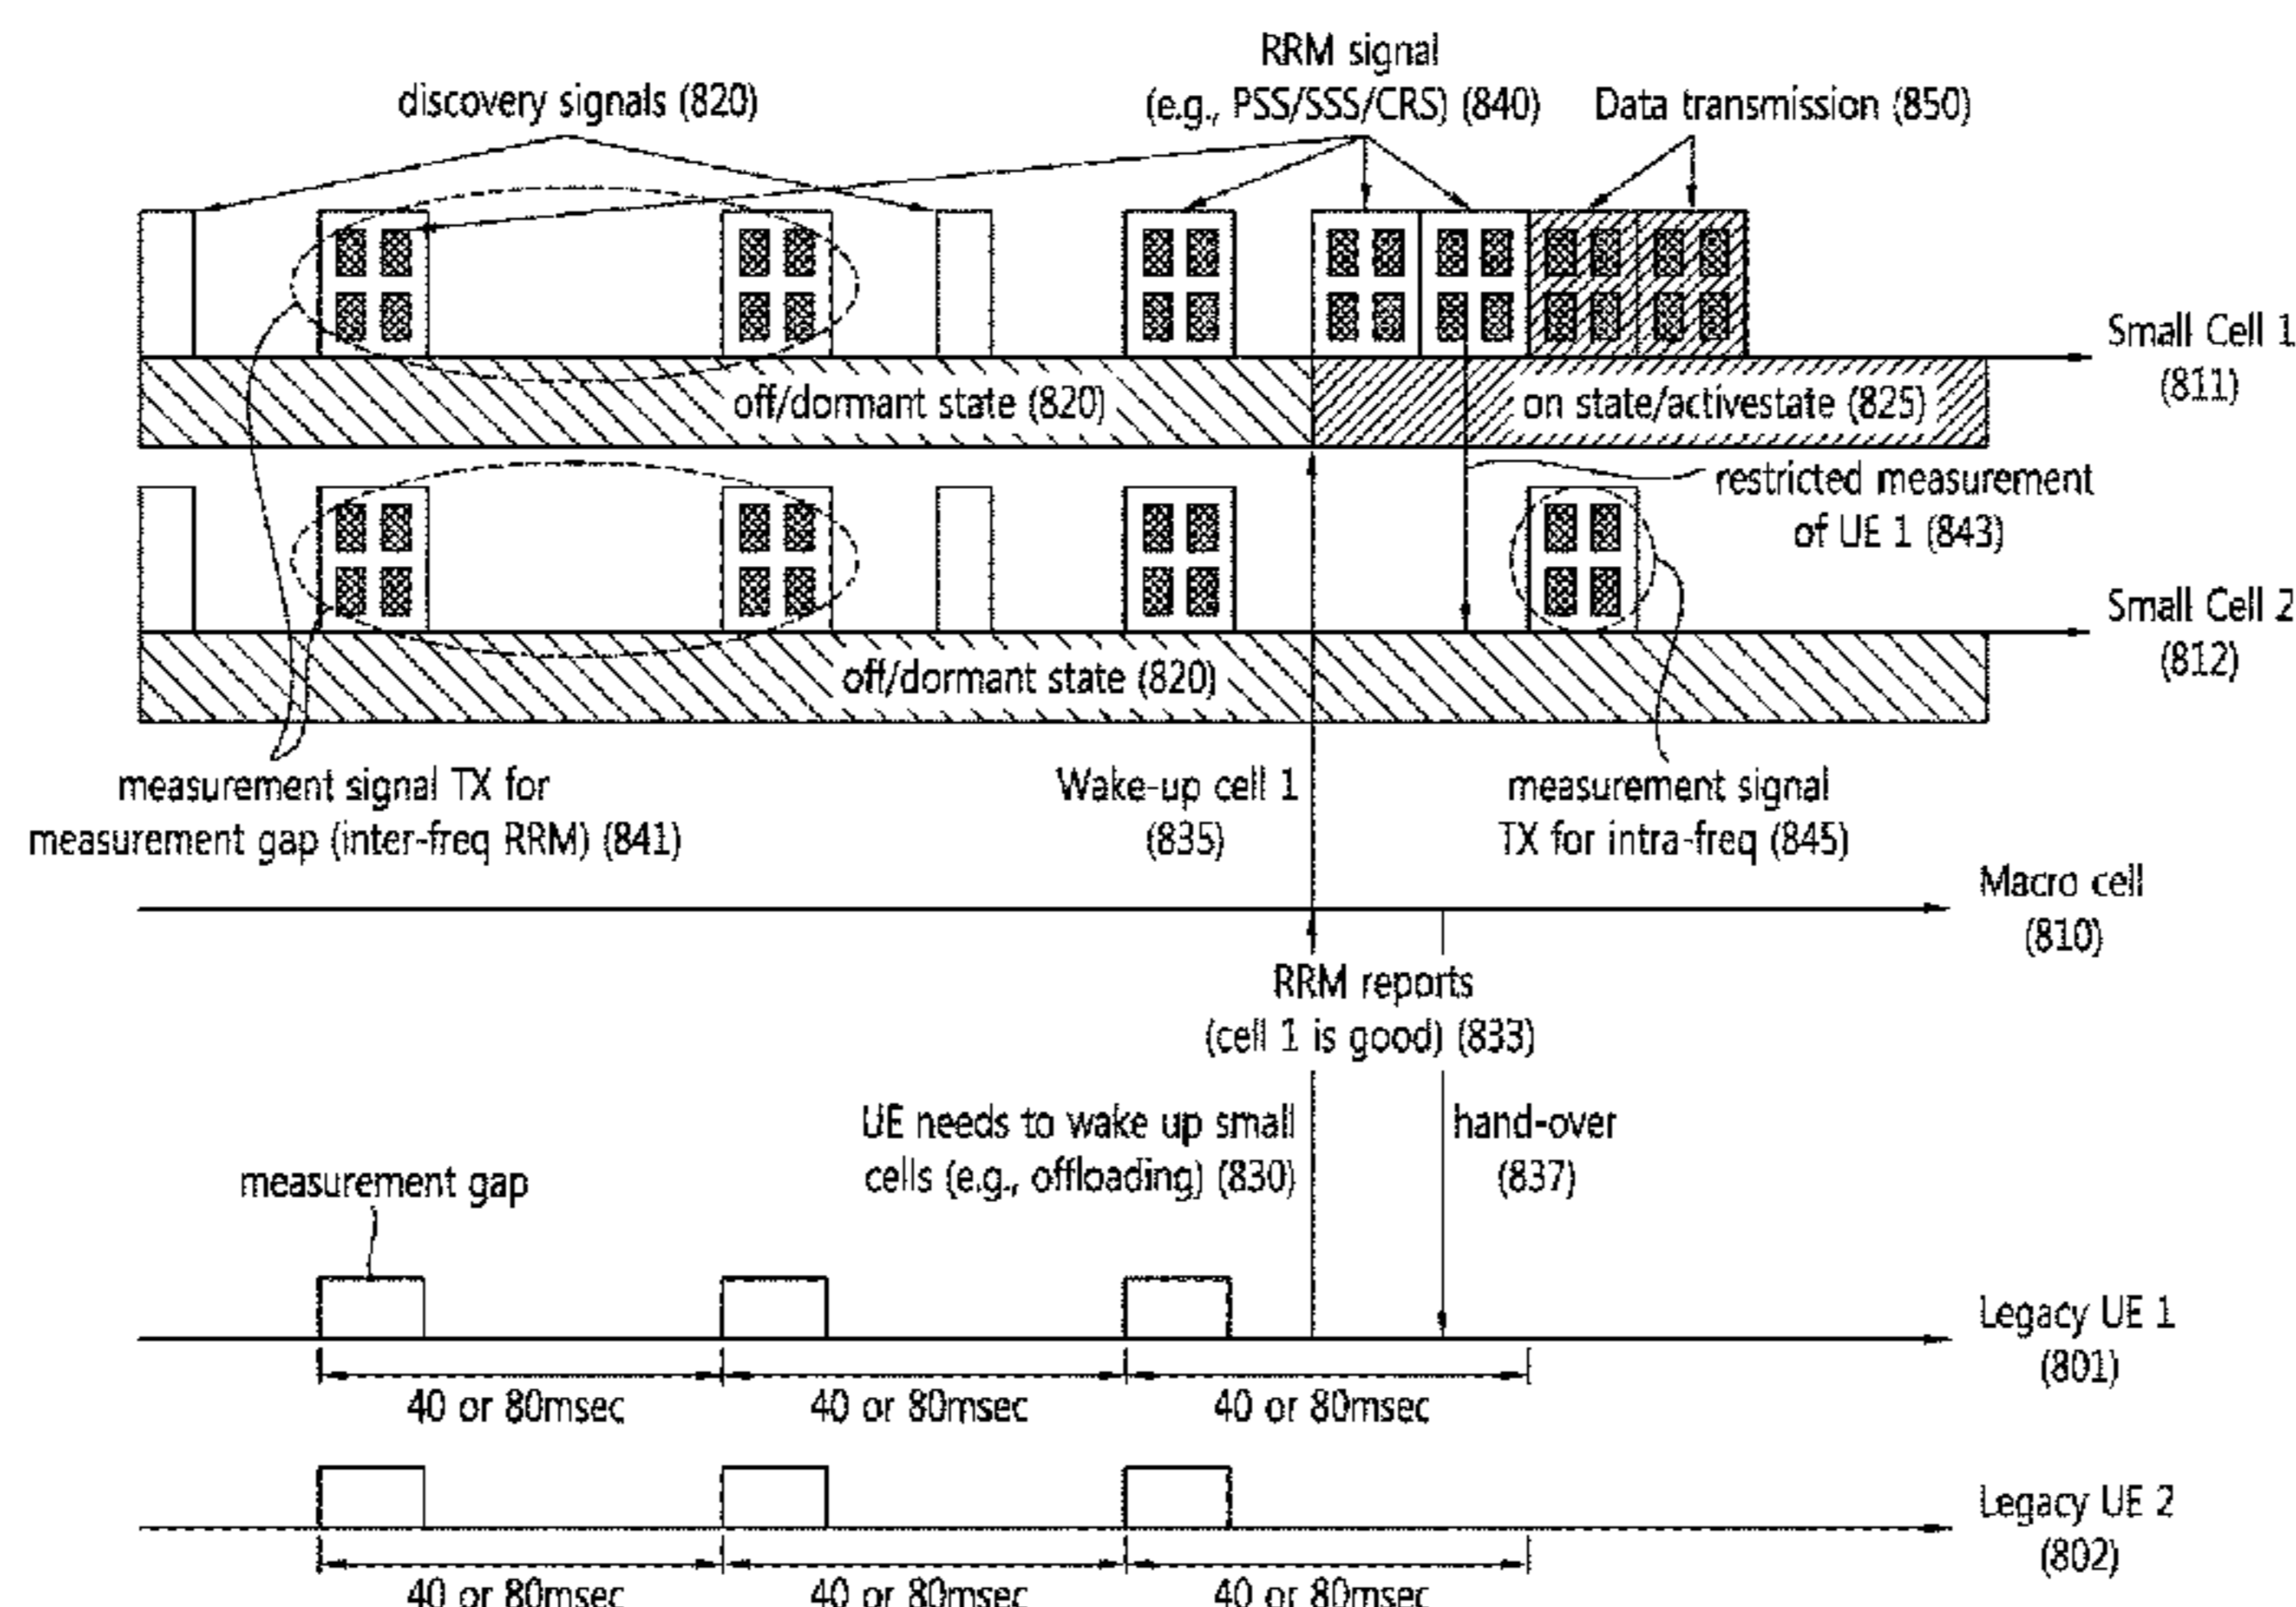 RRM signal
discovery signals (820)
(e.g., PSS/SSS/CRS) (840)
Data transmission (850)
Small Cell 1
(811)
off/dormant state (820)
on state/activestate (825)
restricted measurement
of UE 1 (843)
Small Cell 2
(812)
off/dormant state (820)
measurement signal TX for
measurement gap (inter-freq RRM) (841)
Wake-up cell 1
(835)
measurement signal
TX for intra-freq (845)
Macro cell
(810)
RRM reports
(cell 1 is good) (833)
UE needs to wake up small
cells (e.g., offloading) (830)
hand-over
(837)
measurement gap
Legacy UE 1
(801)
40 or 80msec
40 or 80msec
40 or 80msec
Legacy UE 2
(802)
40 or 80msec
40 or 80msec
40 or 80msec